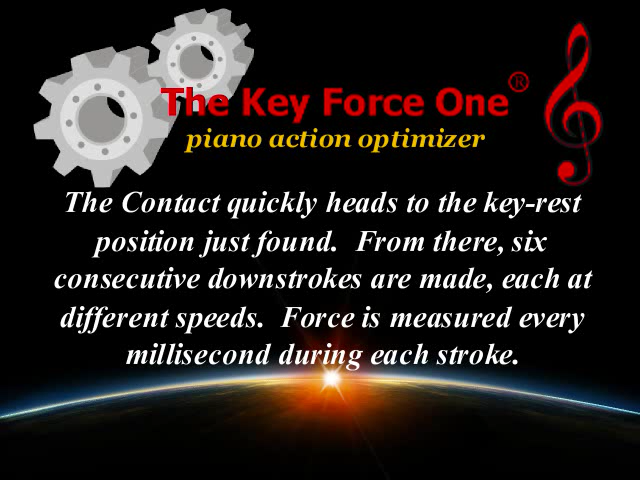 The Key Force One®
piano action optimizer
The Contact quickly heads to the key-rest
position just found.  From there, six
consecutive downstrokes are made, each at
different speeds.  Force is measured every
millisecond during each stroke.